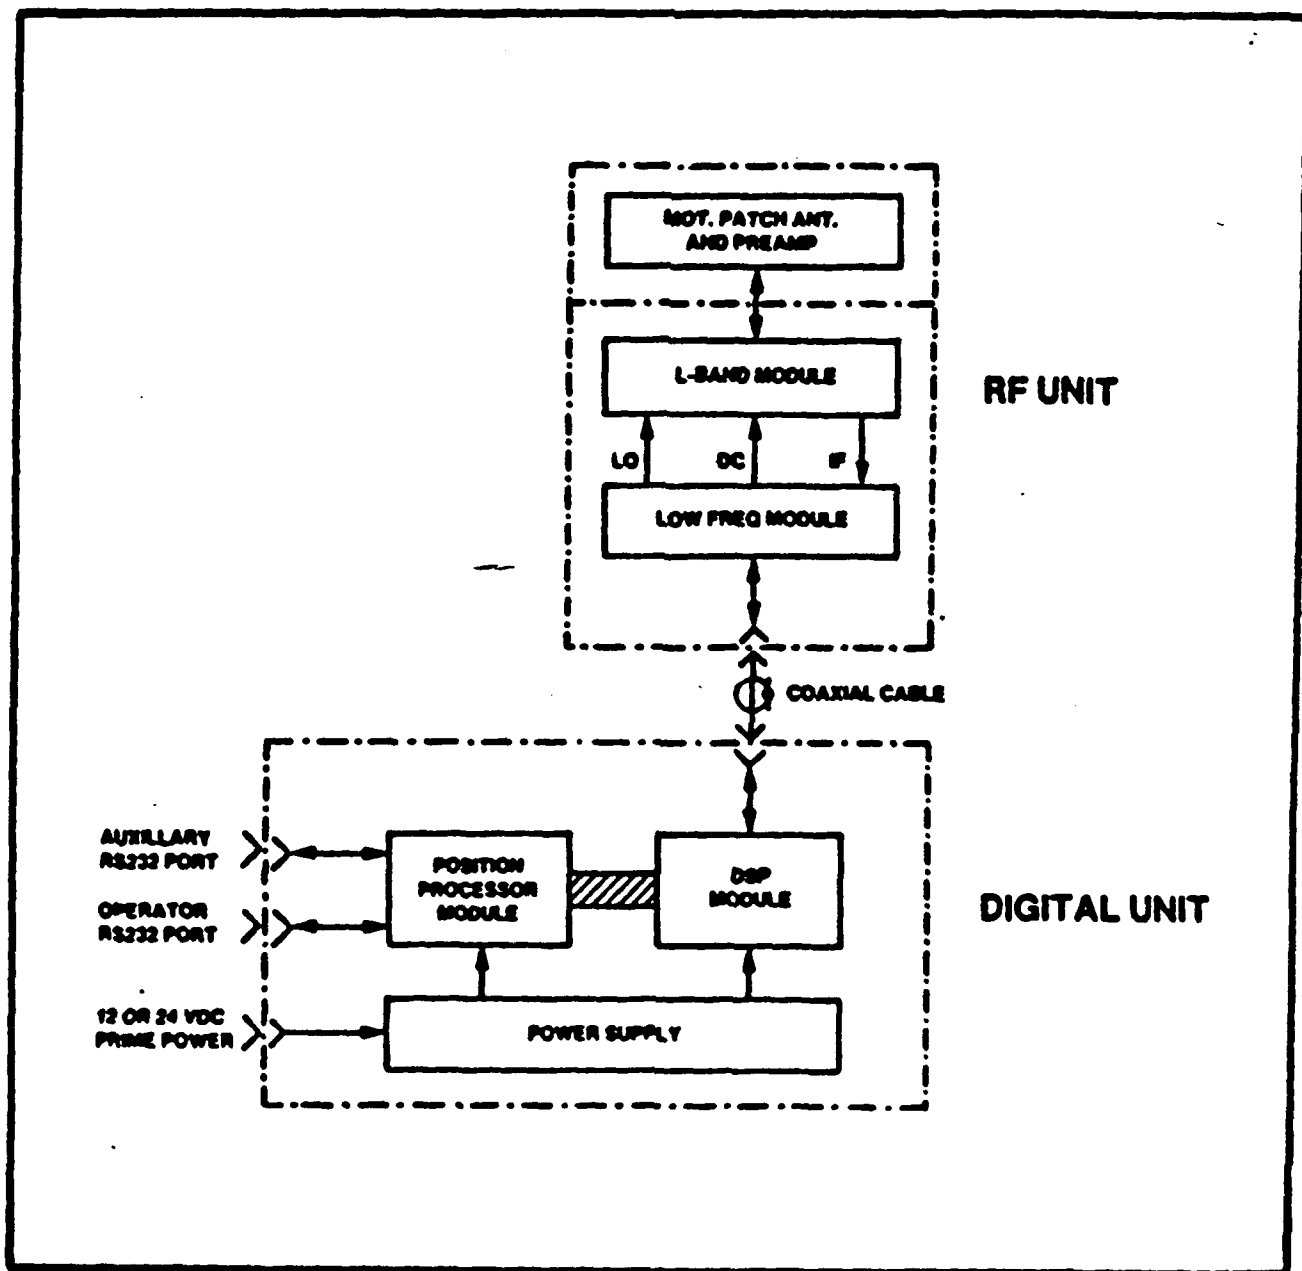 MOT. PATCH ANT.
AND PREAMP
L-BAND MODULE
RF UNIT
LO
DC
IF
LOW FREQ MODULE
COAXIAL CABLE
AUXILLARY
RS232 PORT
POSITION
PROCESSOR
MODULE
DSP
MODULE
OPERATOR
RS232 PORT
DIGITAL UNIT
12 OR 24 VDC
PRIME POWER
POWER SUPPLY